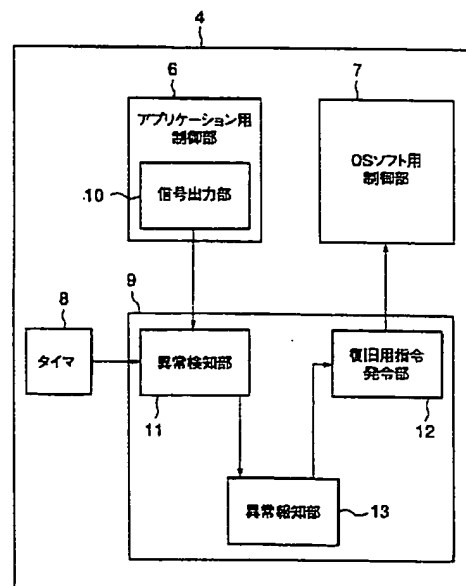 4
6
7
アプリケーション用
制御部
10
信号出力部
OSソフト用
制御部
8
タイマ
9
異常検知部
11
復旧用指令
発令部
12
異常報知部
13